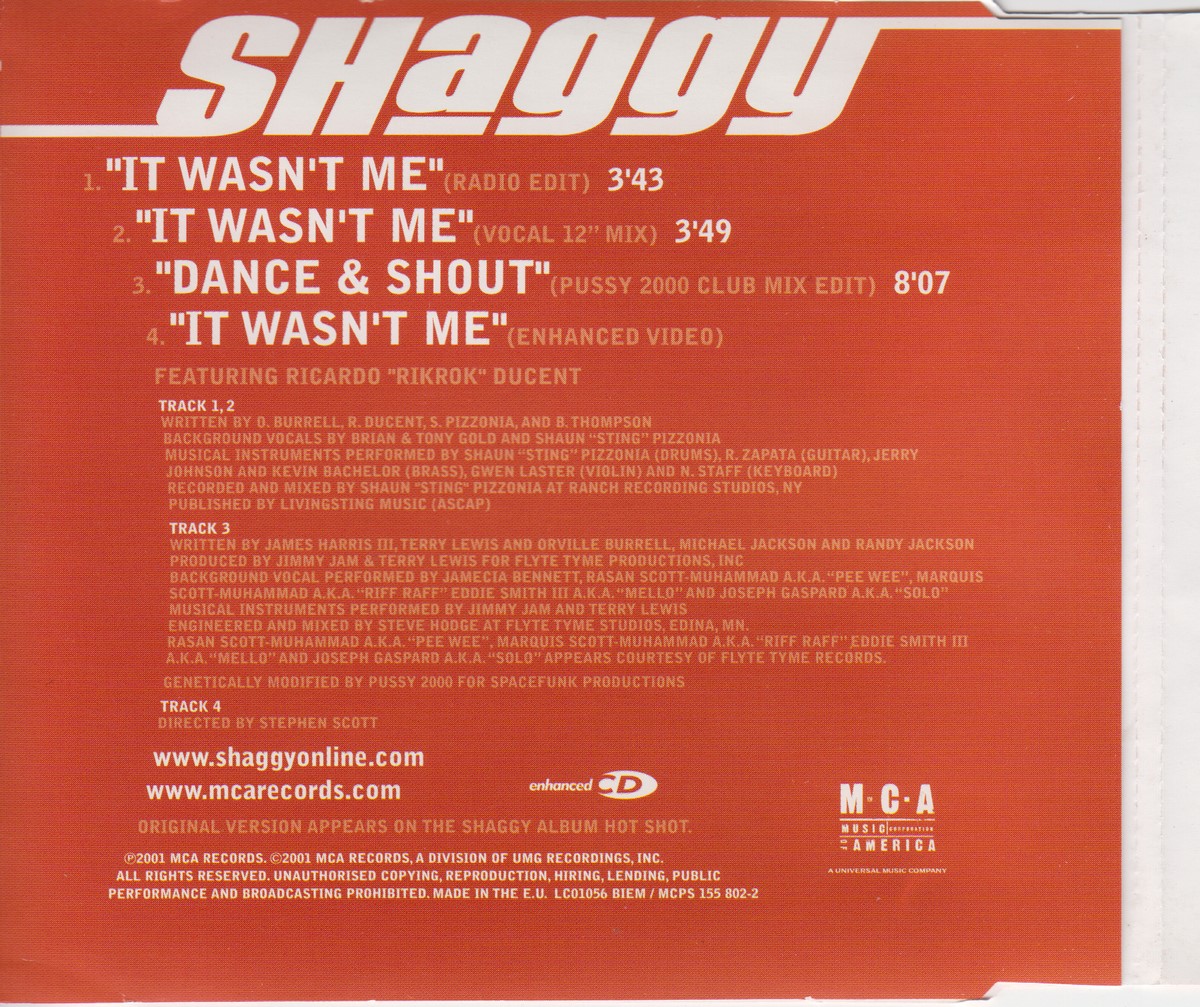 SHaggy
1. "IT WASN'T ME" (RADIO EDIT) 3'43
2. "IT WASN'T ME" (VOCAL 12” MIX) 3'49
3. "DANCE & SHOUT" (PUSSY 2000 CLUB MIX EDIT) 8'07
4. "IT WASN'T ME" (ENHANCED VIDEO)
FEATURING RICARDO "RIKROK" DUCENT
TRACK 1,2
WRITTEN BY O. BURRELL, R. DUCENT, S. PIZZONIA, AND B. THOMPSON
BACKGROUND VOCALS BY BRIAN & TONY GOLD AND SHAUN “STING” PIZZONIA
MUSICAL INSTRUMENTS PERFORMED BY SHAUN “STING” PIZZONIA (DRUMS), R. ZAPATA (GUITAR), JERRY
JOHNSON AND KEVIN BACHELOR (BRASS), GWEN LASTER (VIOLIN) AND N. STAFF (KEYBOARD)
RECORDED AND MIXED BY SHAUN "STING" PIZZONIA AT RANCH RECORDING STUDIOS, NY
PUBLISHED BY LIVINGSTING MUSIC (ASCAP)
TRACK 3
WRITTEN BY JAMES HARRIS III, TERRY LEWIS AND ORVILLE BURRELL, MICHAEL JACKSON AND RANDY JACKSON
PRODUCED BY JIMMY JAM & TERRY LEWIS FOR FLYTE TYME PRODUCTIONS, INC
BACKGROUND VOCAL PERFORMED BY JAMECIA BENNETT, RASAN SCOTT-MUHAMMAD A.K.A. “PEE WEE”, MARQUIS
SCOTT-MUHAMMAD A.K.A. “RIFF RAFF” EDDIE SMITH III A.K.A. “MELLO” AND JOSEPH GASPARD A.K.A. “SOLO”
MUSICAL INSTRUMENTS PERFORMED BY JIMMY JAM AND TERRY LEWIS
ENGINEERED AND MIXED BY STEVE HODGE AT FLYTE TYME STUDIOS, EDINA, MN.
RASAN SCOTT-MUHAMMAD A.K.A. “PEE WEE”, MARQUIS SCOTT-MUHAMMAD A.K.A. “RIFF RAFF” EDDIE SMITH III
A.K.A. “MELLO” AND JOSEPH GASPARD A.K.A. “SOLO” APPEARS COURTESY OF FLYTE TYME RECORDS.
GENETICALLY MODIFIED BY PUSSY 2000 FOR SPACEFUNK PRODUCTIONS
TRACK 4
DIRECTED BY STEPHEN SCOTT
www.shaggyonline.com
www.mcarecords.com
enhanced CD
ORIGINAL VERSION APPEARS ON THE SHAGGY ALBUM HOT SHOT.
℗2001 MCA RECORDS. ©2001 MCA RECORDS, A DIVISION OF UMG RECORDINGS, INC.
ALL RIGHTS RESERVED. UNAUTHORISED COPYING, REPRODUCTION, HIRING, LENDING, PUBLIC
PERFORMANCE AND BROADCASTING PROHIBITED. MADE IN THE E.U. LC01056 BIEM / MCPS 155 802-2
M·C·A
MUSIC CORPORATION
OF AMERICA
A UNIVERSAL MUSIC COMPANY